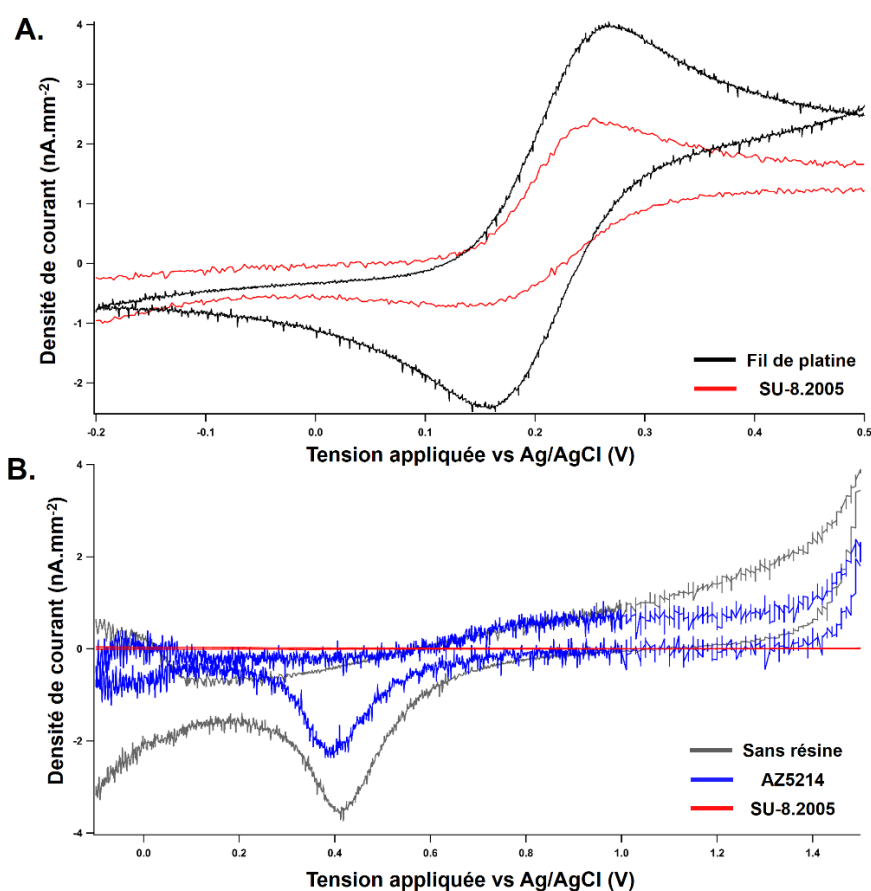 A.
Densité de courant (nA.mm-2)
4
3
2
1
0
-1
-2
Fil de platine
SU-8.2005
-0.2 -0.1 0.0 0.1 0.2 0.3 0.4 0.5
Tension appliquée vs Ag/AgCl (V)
B.
Densité de courant (nA.mm-2)
4
2
0
-2
-4
Sans résine
AZ5214
SU-8.2005
0.0 0.2 0.4 0.6 0.8 1.0 1.2 1.4
Tension appliquée vs Ag/AgCl (V)